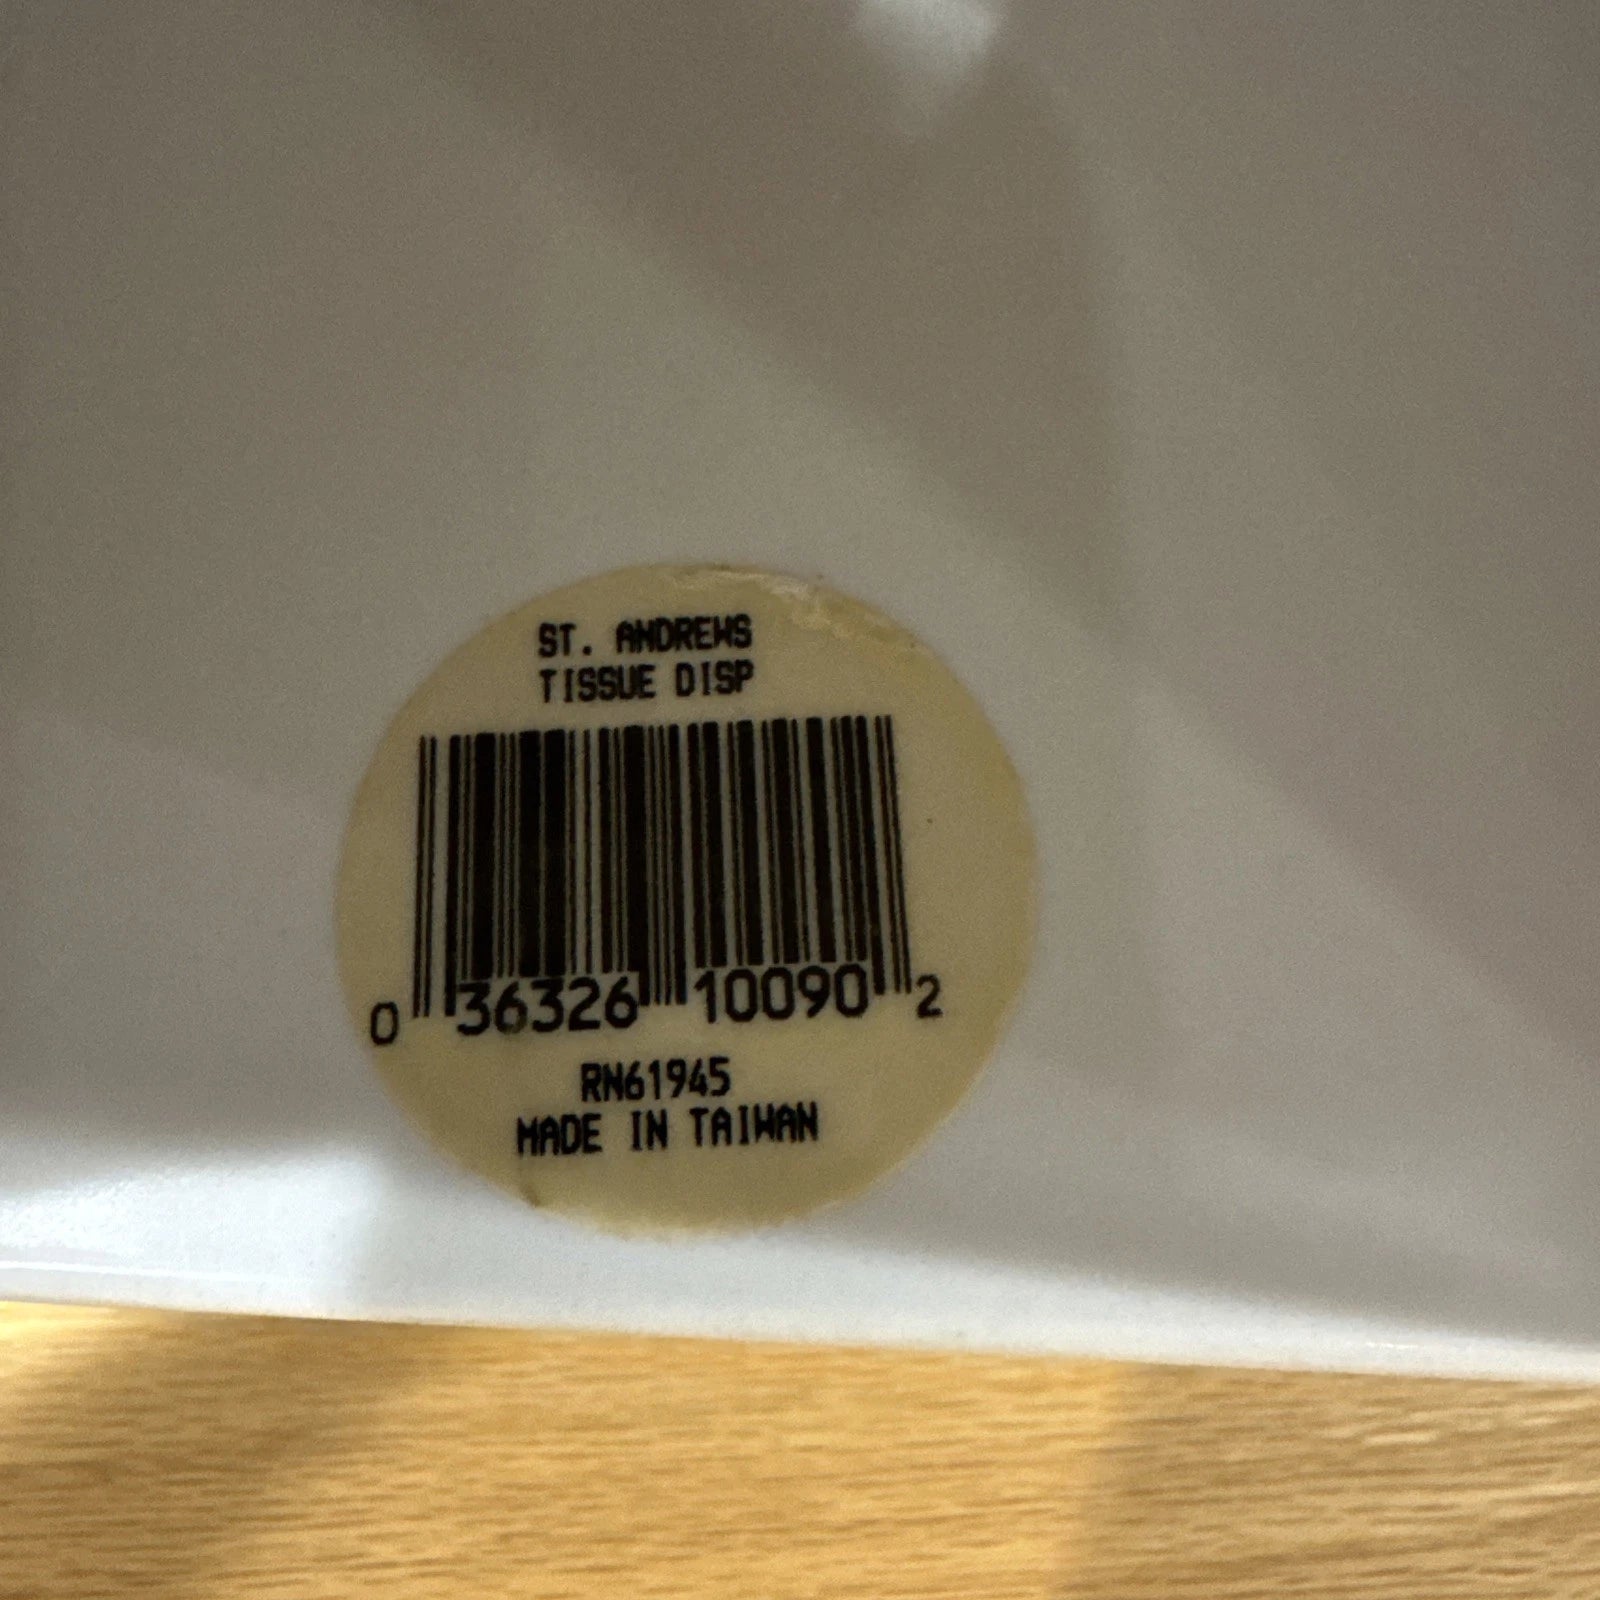 ST. ANDREWS
TISSUE DISP
0 36326 10090 2
RN61945
MADE IN TAIWAN